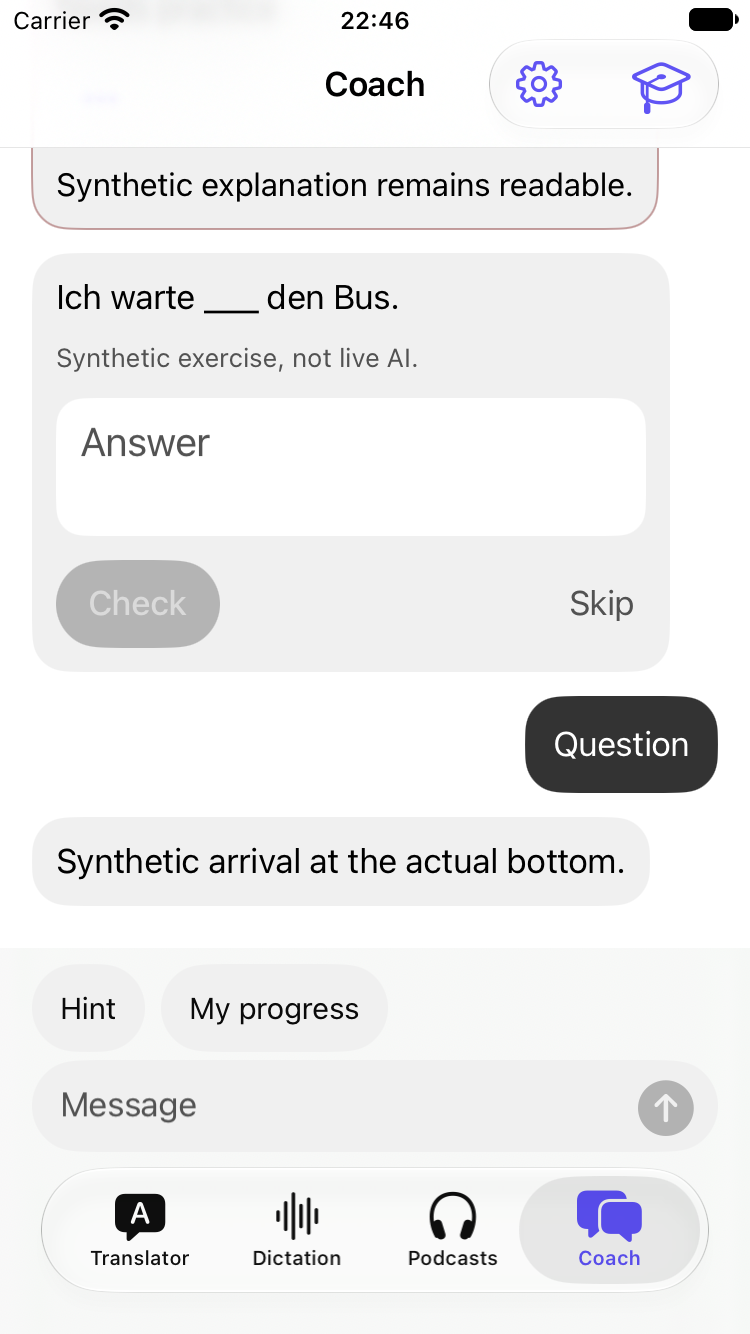 Carrier 22:46
Coach
Synthetic explanation remains readable.
Ich warte ___ den Bus.
Synthetic exercise, not live AI.
Answer
Check Skip
Question
Synthetic arrival at the actual bottom.
Hint My progress
Message
A
Translator Dictation Podcasts Coach